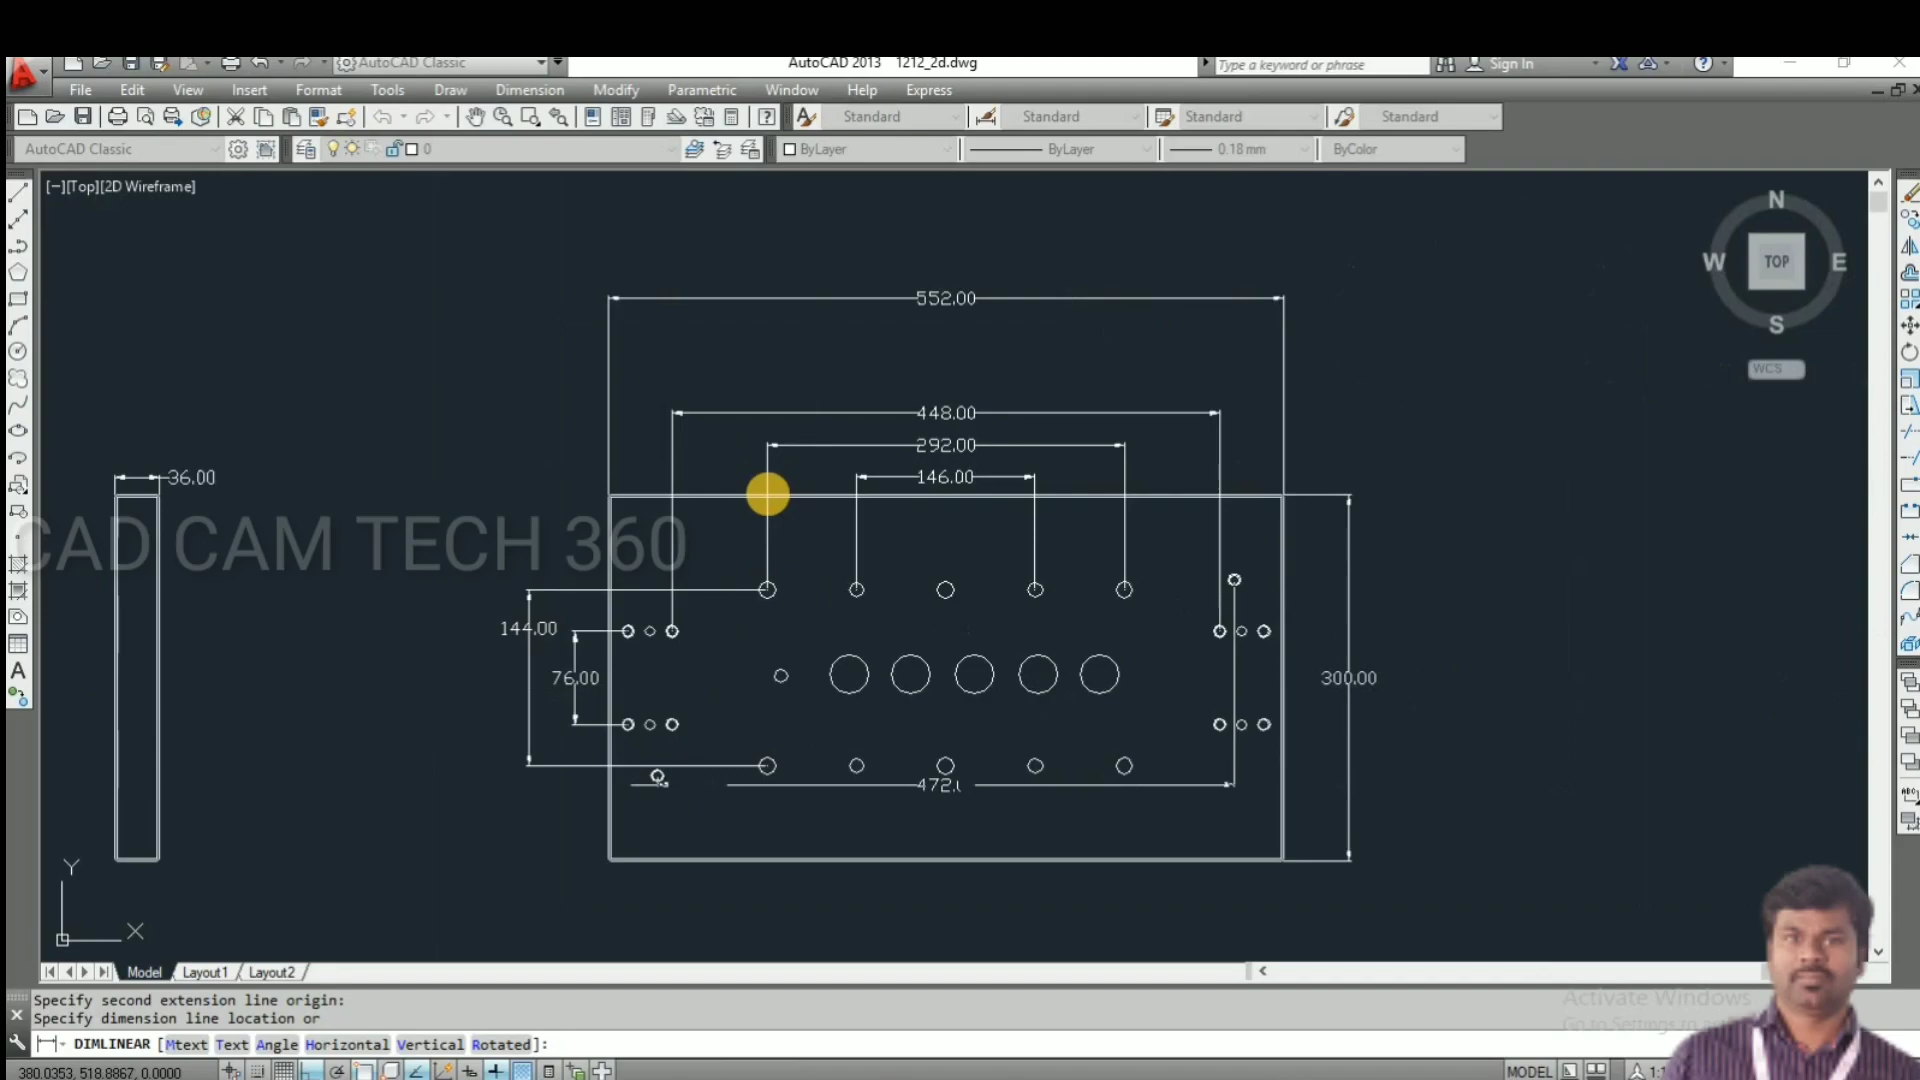 AutoCAD Classic
AutoCAD 2013 1212_2d.dwg
Type a keyword or phrase
Sign In
File Edit View Insert Format Tools Draw Dimension Modify Parametric Window Help Express
Standard Standard Standard Standard
AutoCAD Classic 0 ByLayer ByLayer 0.18 mm ByColor
[−][Top][2D Wireframe]
N
W TOP E
S
WCS
552.00
448.00
292.00
146.00
36.00
CAD CAM TECH 360
144.00
76.00
300.00
Y
X
Model Layout1 Layout2
Specify second extension line origin:
Specify dimension line location or
DIMLINEAR [Mtext Text Angle Horizontal Vertical Rotated]:
Activate Windows
380.0353, 518.8867, 0.0000
MODEL